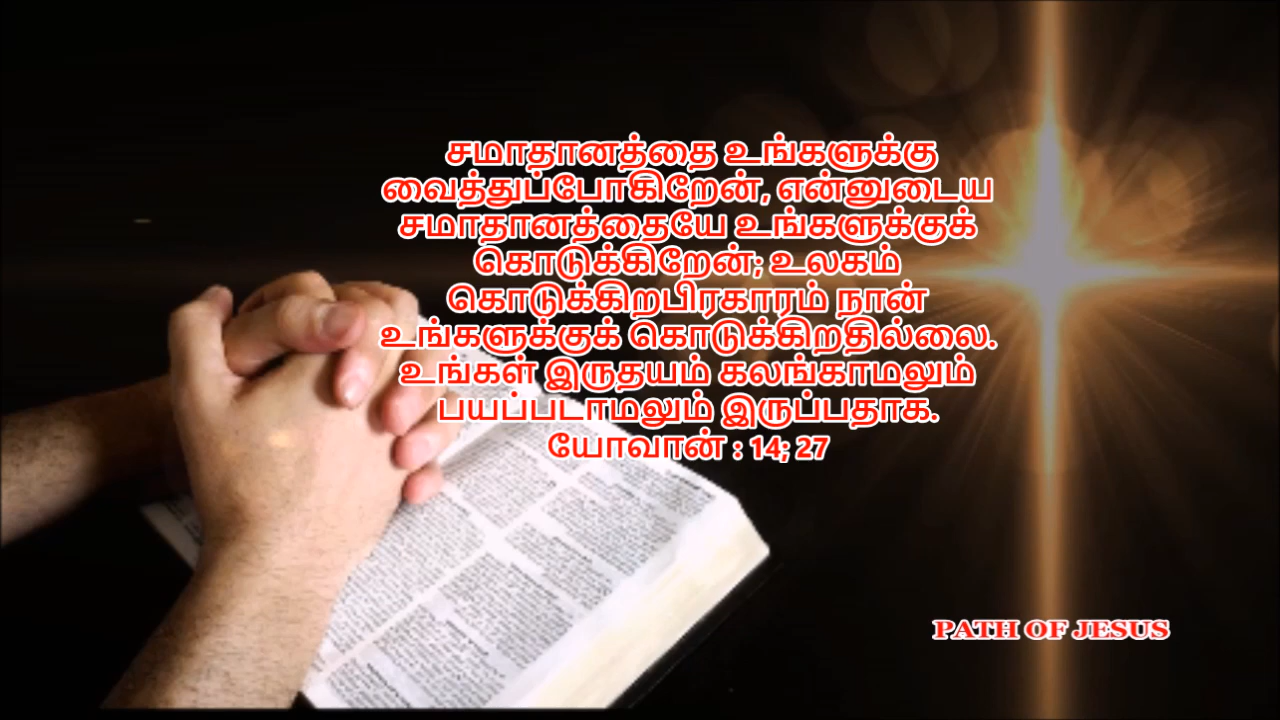 சமாதானத்தை உங்களுக்கு
வைத்துப்போகிறேன், என்னுடைய
சமாதானத்தையே உங்களுக்குக்
கொடுக்கிறேன்; உலகம்
கொடுக்கிறபிரகாரம் நான்
உங்களுக்குக் கொடுக்கிறதில்லை.
உங்கள் இருதயம் கலங்காமலும்
பயப்படாமலும் இருப்பதாக.
யோவான் : 14; 27
PATH OF JESUS